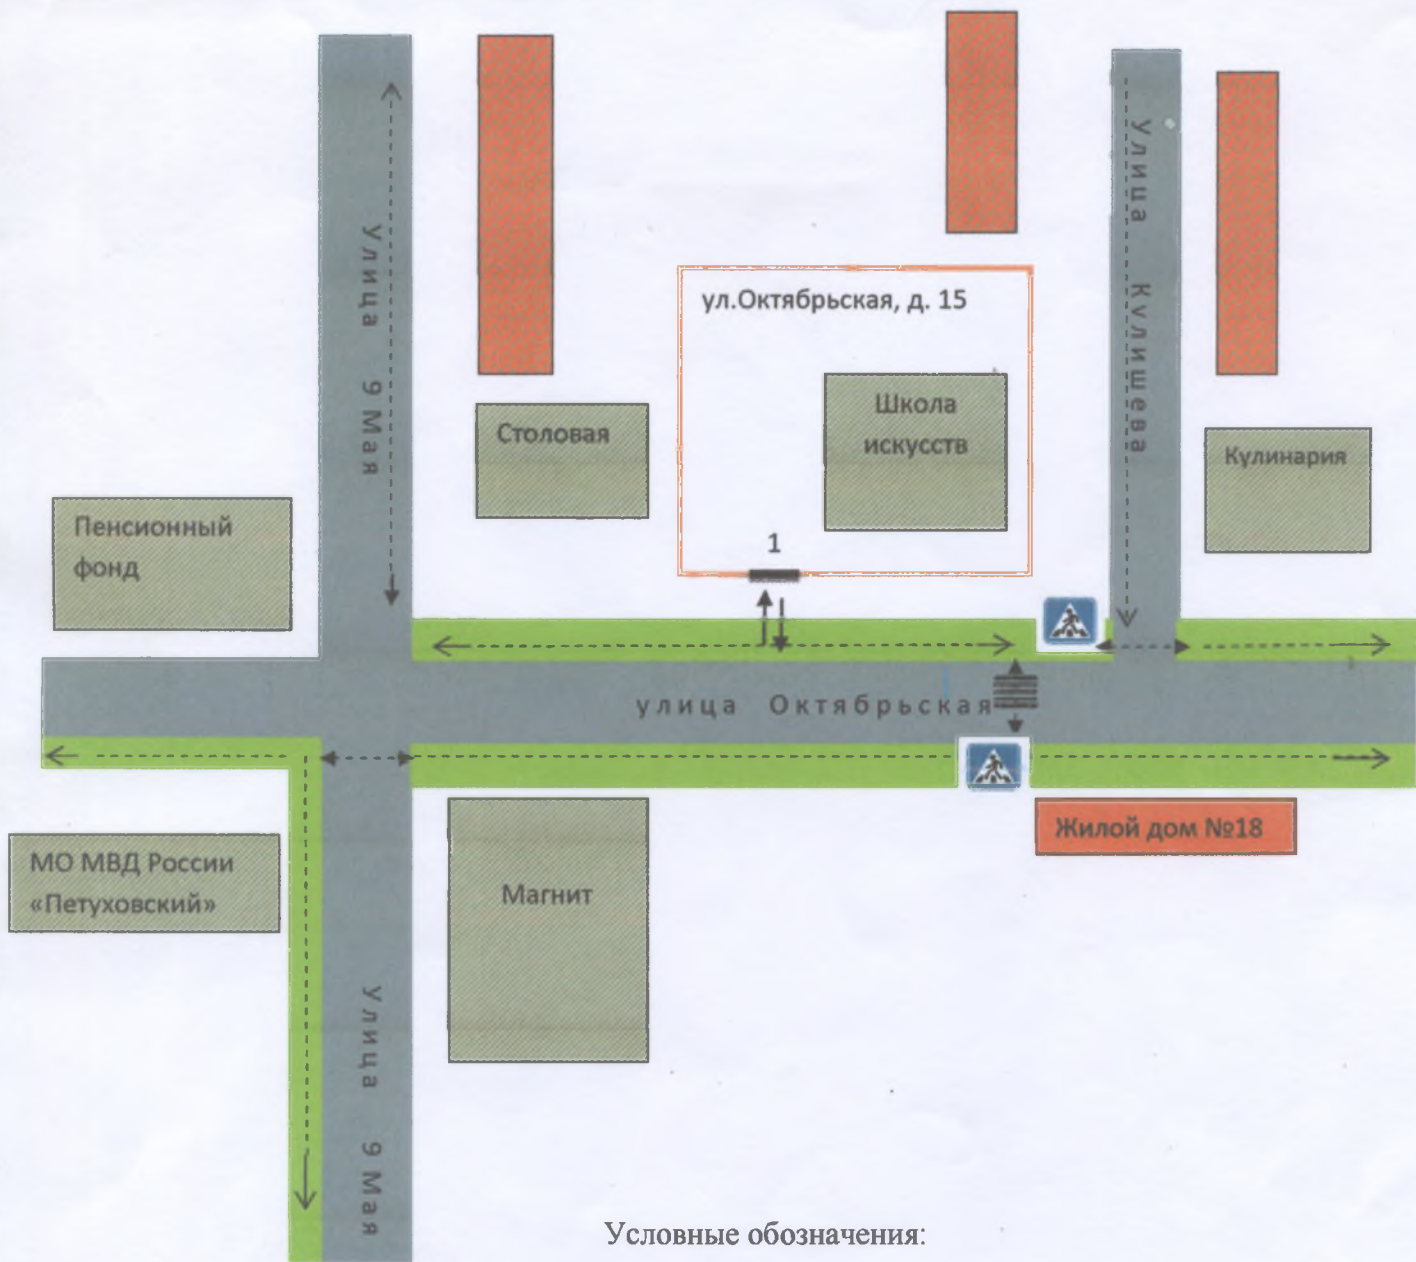 ул.Октябрьская, д. 15
Улица Кулишева
Улица 9 Мая
Школа
искусств
Столовая
Кулинария
Пенсионный
фонд
1
улица Октябрьская
Жилой дом №18
МО МВД России
«Петуховский»
Магнит
Улица 9 Мая
Условные обозначения: